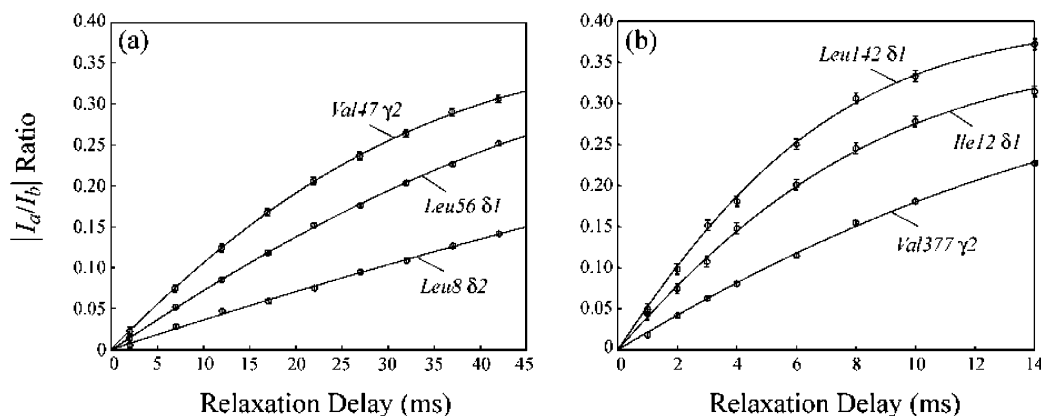 (a)
0.40
0.35
0.30
0.25
0.20
0.15
0.10
0.05
0
|Ia/Ib| Ratio
Val47 γ2
Leu56 δ1
Leu8 δ2
0 5 10 15 20 25 30 35 40 45
Relaxation Delay (ms)
(b)
0.40
0.35
0.30
0.25
0.20
0.15
0.10
0.05
0
Leu142 δ1
Ile12 δ1
Val377 γ2
0 2 4 6 8 10 12 14
Relaxation Delay (ms)